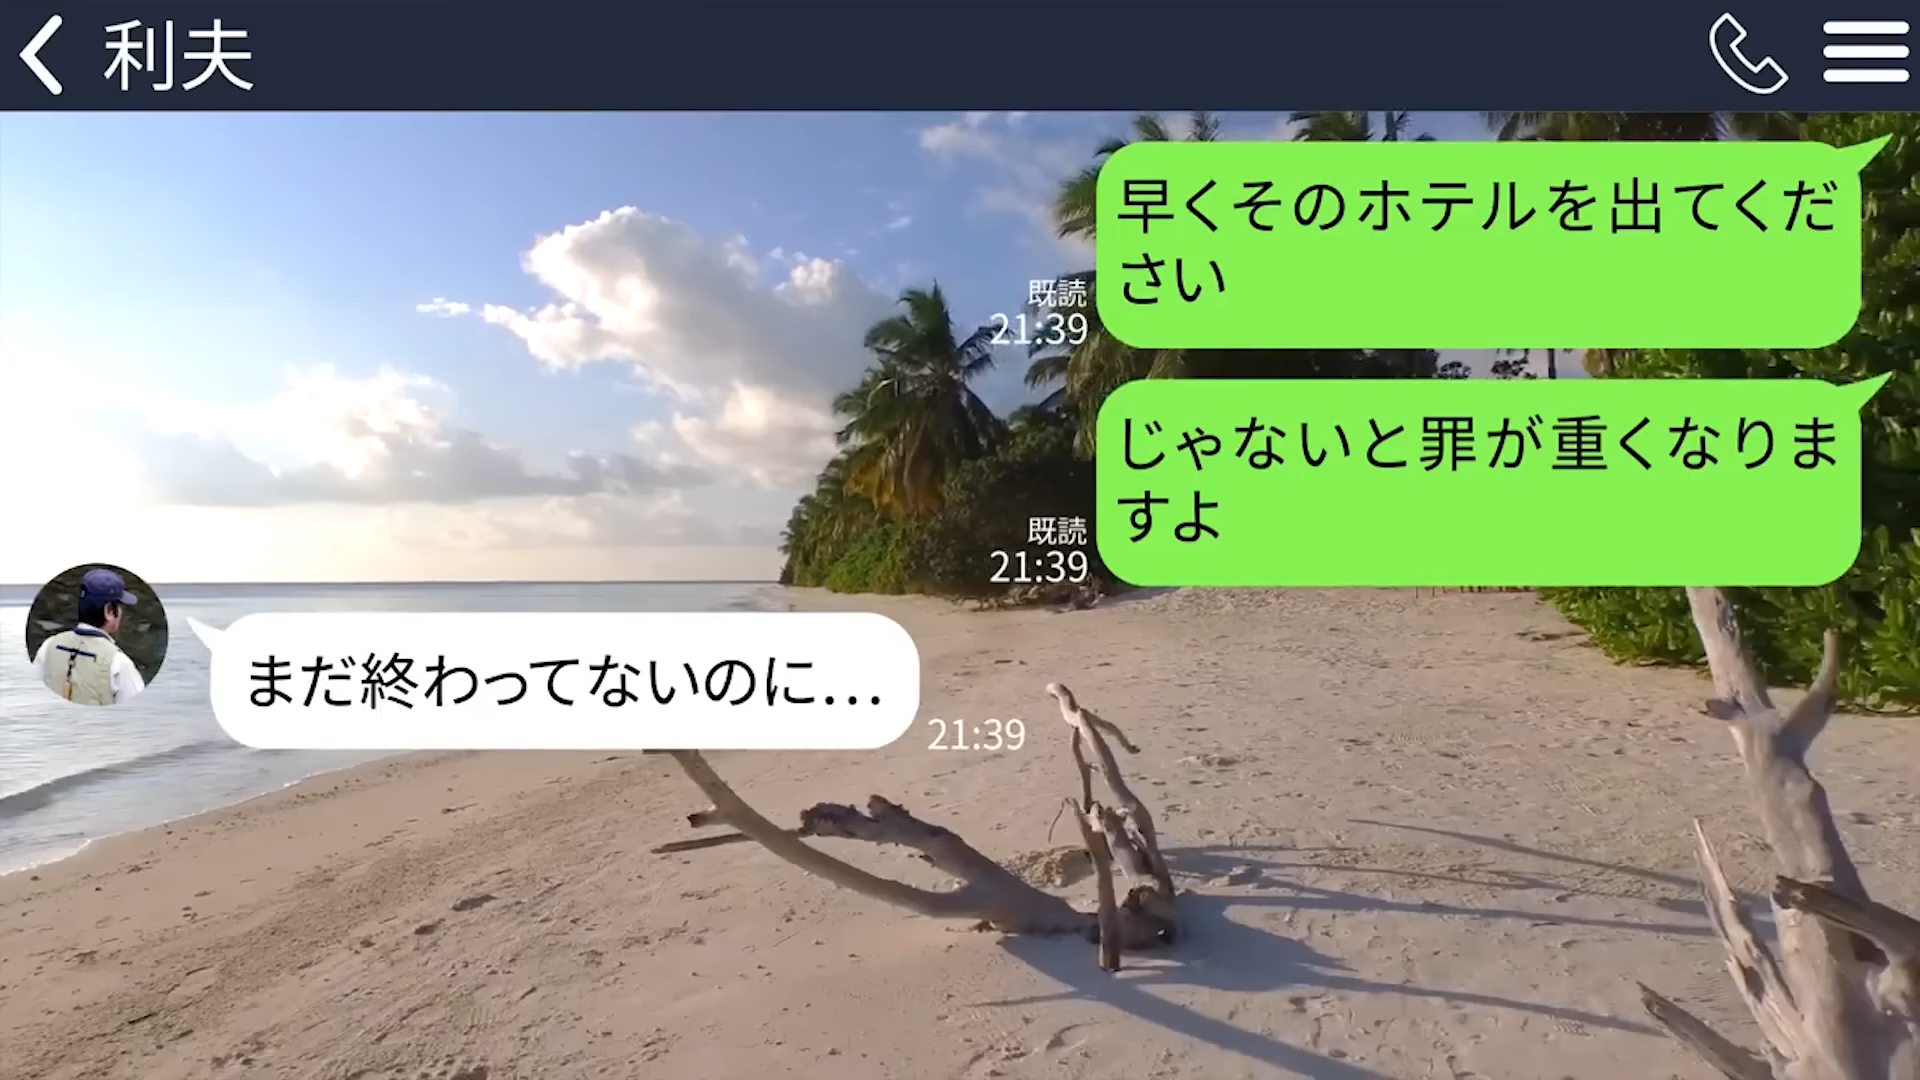 利夫
早くそのホテルを出てくだ
さい
既読
21:39
じゃないと罪が重くなりま
すよ
既読
21:39
まだ終わってないのに…
21:39